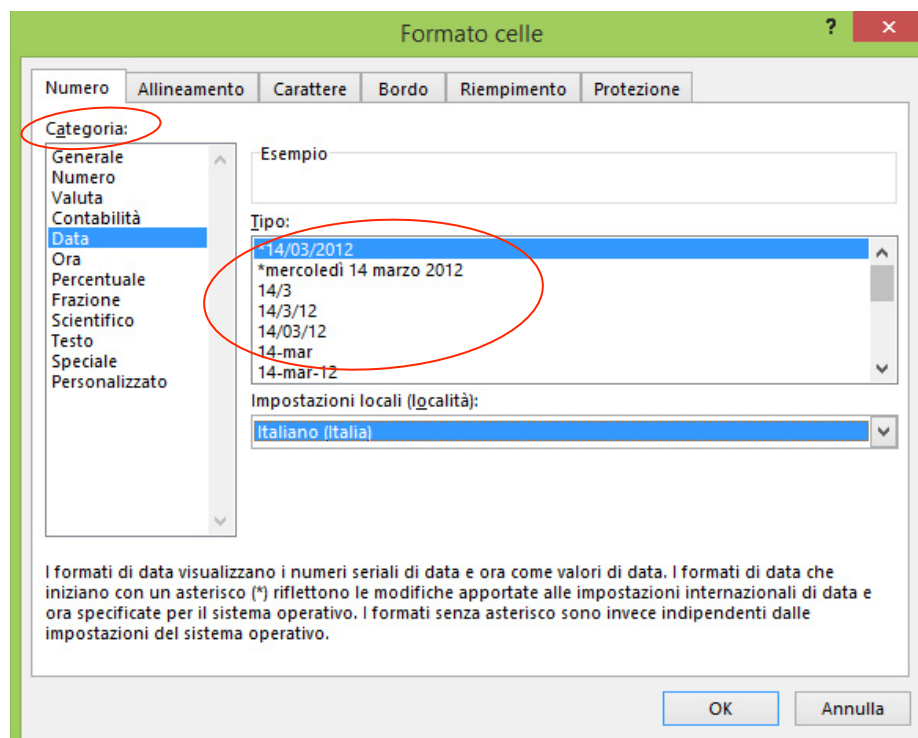 Formato celle
?
Numero
Allineamento
Carattere
Bordo
Riempimento
Protezione
Categoria:
Generale
Numero
Valuta
Contabilità
Data
Ora
Percentuale
Frazione
Scientifico
Testo
Speciale
Personalizzato
Esempio
Tipo:
*14/03/2012
*mercoledì 14 marzo 2012
14/3
14/3/12
14/03/12
14-mar
14-mar-12
Impostazioni locali (località):
Italiano (Italia)
I formati di data visualizzano i numeri seriali di data e ora come valori di data. I formati di data che
iniziano con un asterisco (*) riflettono le modifiche apportate alle impostazioni internazionali di data e
ora specificate per il sistema operativo. I formati senza asterisco sono invece indipendenti dalle
impostazioni del sistema operativo.
OK
Annulla